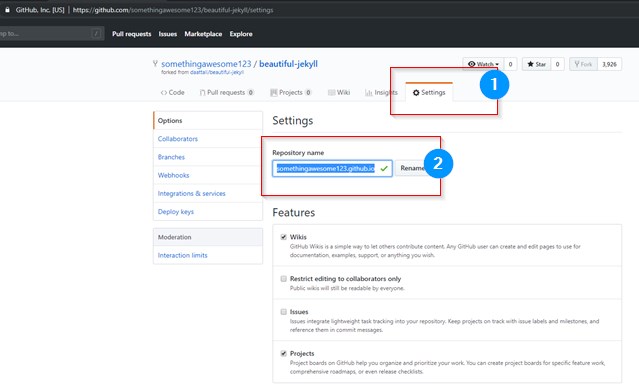 GitHub, Inc. [US] | https://github.com/somethingawesome123/beautiful-jekyll/settings
mp to... / Pull requests Issues Marketplace Explore
somethingawesome123 / beautiful-jekyll Watch 0 Star 0 Fork 3,926
forked from daattali/beautiful-jekyll
Code Pull requests 0 Projects 0 Wiki Insights Settings 1
Options Settings
Collaborators
Branches Repository name
Webhooks somethingawesome123.github.io Rename 2
Integrations & services
Deploy keys
Features
Moderation
Interaction limits
Wikis
GitHub Wikis is a simple way to let others contribute content. Any GitHub user can create and edit pages to use for
documentation, examples, support, or anything you wish.
Restrict editing to collaborators only
Public wikis will still be readable by everyone.
Issues
Issues integrate lightweight task tracking into your repository. Keep projects on track with issue labels and milestones, and
reference them in commit messages.
Projects
Project boards on GitHub help you organize and prioritize your work. You can create project boards for specific feature work,
comprehensive roadmaps, or even release checklists.